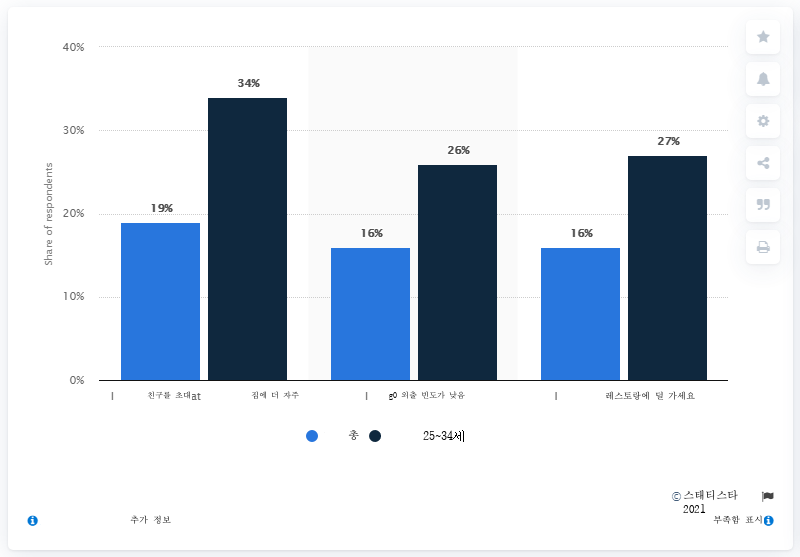 40%
34%
30%
27%
26%
20%
19%
16%
16%
10%
0%
Share of respondents
I 친구를 초대at 집에 더 자주
I go 외출 빈도가 낮음
I 레스토랑에 덜 가세요
총
25~34세
© 스태티스타 2021
추가 정보
부족함 표시